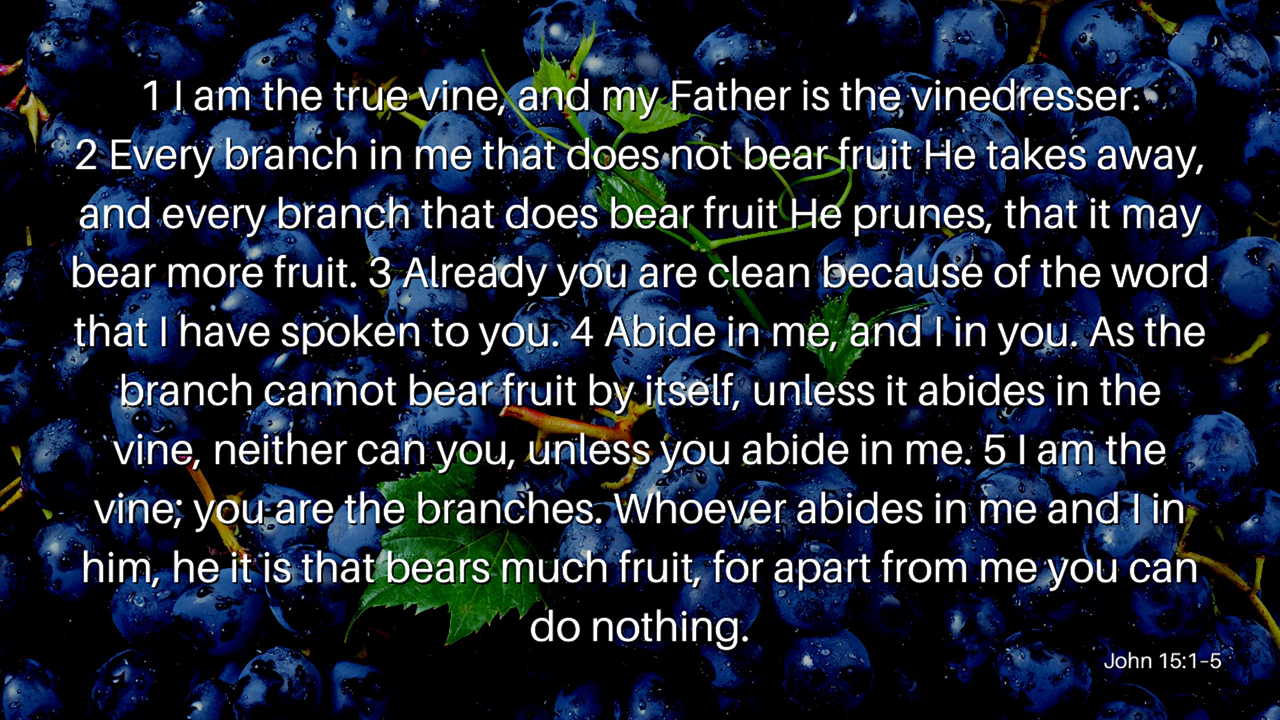 1 I am the true vine, and my Father is the vinedresser.
2 Every branch in me that does not bear fruit He takes away,
and every branch that does bear fruit He prunes, that it may
bear more fruit. 3 Already you are clean because of the word
that I have spoken to you. 4 Abide in me, and I in you. As the
branch cannot bear fruit by itself, unless it abides in the
vine, neither can you, unless you abide in me. 5 I am the
vine; you are the branches. Whoever abides in me and I in
him, he it is that bears much fruit, for apart from me you can
do nothing.
John 15:1-5